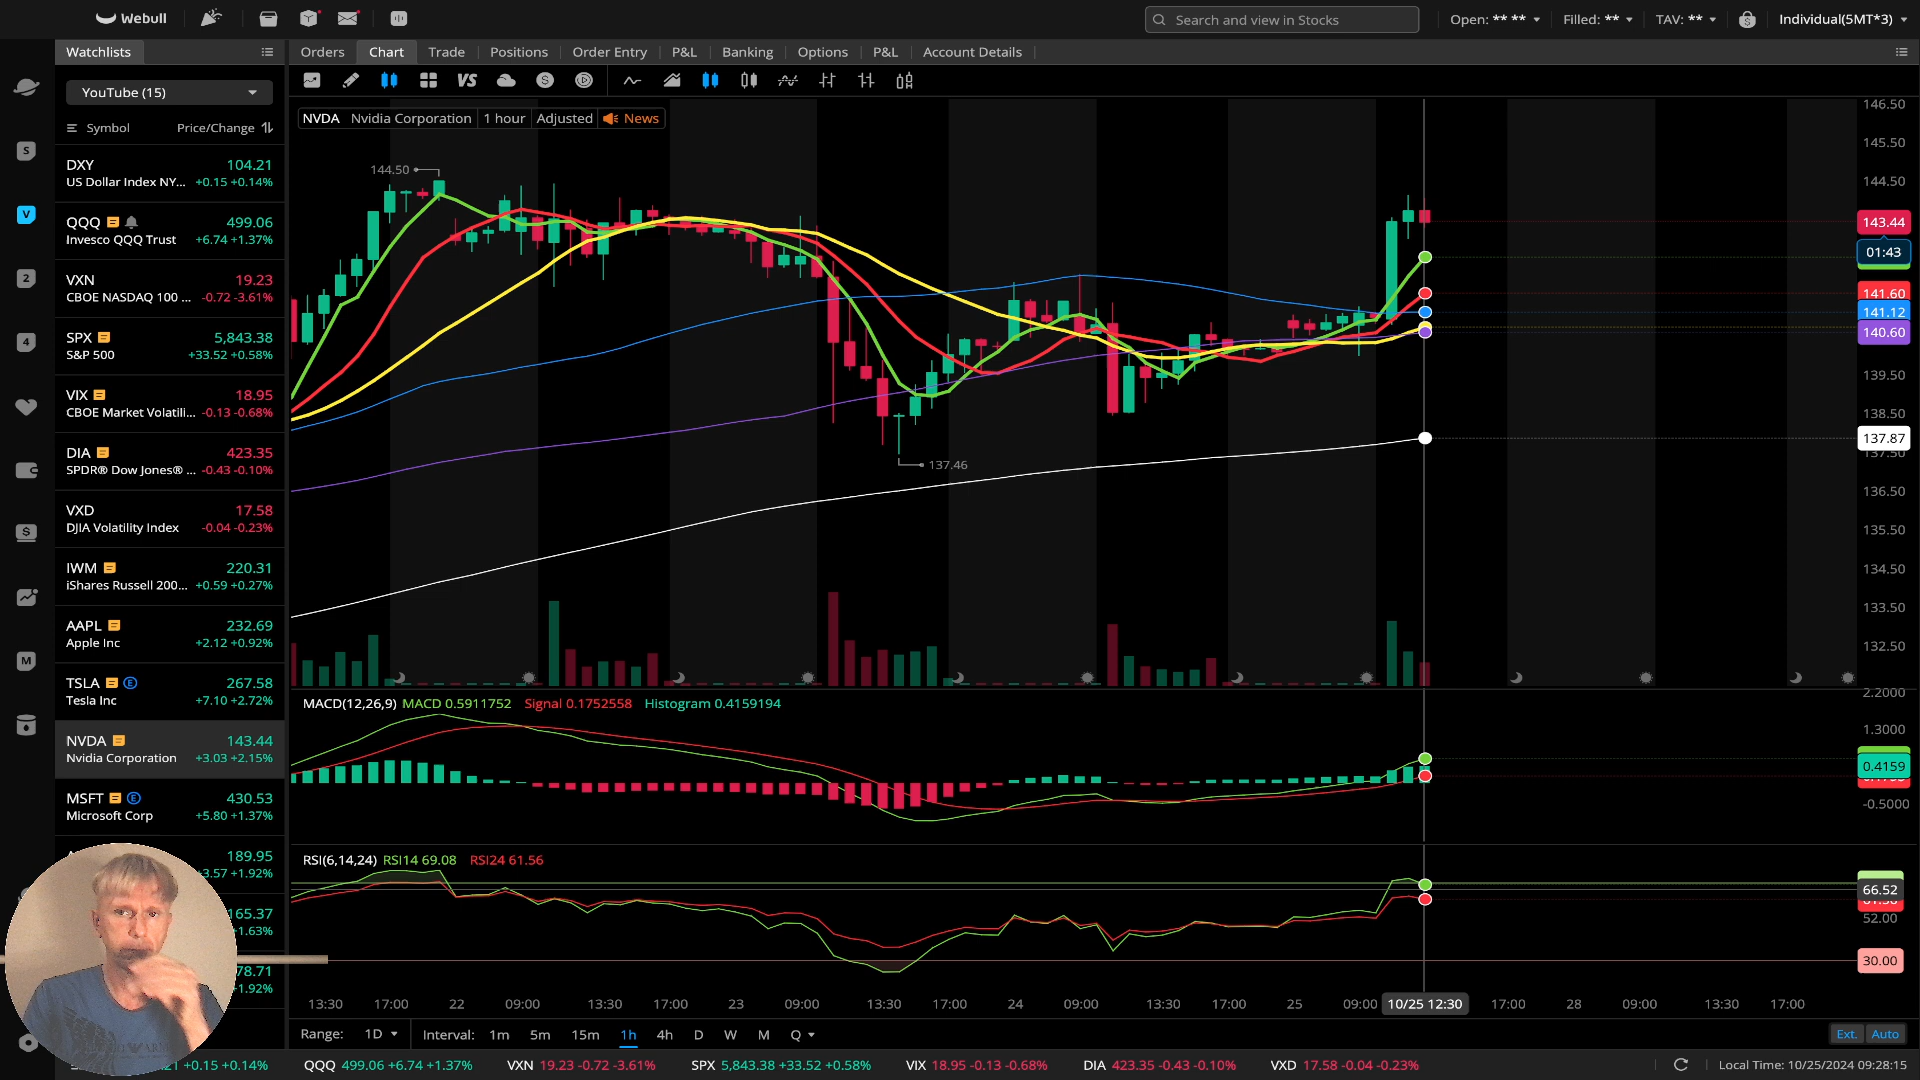 Webull
Search and view in Stocks
Open: ** **
Filled: **
TAV: **
Individual(5MT*3)
Watchlists
Orders Chart Trade Positions Order Entry P&L Banking Options P&L Account Details
YouTube (15)
VS
Symbol Price/Change
NVDA Nvidia Corporation 1 hour Adjusted News
DXY 104.21
US Dollar Index NY... +0.15 +0.14%
QQQ 499.06
Invesco QQQ Trust +6.74 +1.37%
VXN 19.23
CBOE NASDAQ 100 ... -0.72 -3.61%
SPX 5,843.38
S&P 500 +33.52 +0.58%
VIX 18.95
CBOE Market Volatili... -0.13 -0.68%
DIA 423.35
SPDR® Dow Jones® ... -0.43 -0.10%
VXD 17.58
DJIA Volatility Index -0.04 -0.23%
IWM 220.31
iShares Russell 200... +0.59 +0.27%
AAPL 232.69
Apple Inc +2.12 +0.92%
TSLA E 267.58
Tesla Inc +7.10 +2.72%
NVDA 143.44
Nvidia Corporation +3.03 +2.15%
MSFT E 430.53
Microsoft Corp +5.80 +1.37%
189.95
+3.57 +1.92%
165.37
+1.63%
78.71
+1.92%
S
V
2
4
S
M
144.50
137.46
146.50
145.50
144.50
143.44
01:43
141.60
141.12
140.60
139.50
138.50
137.87
137.50
136.50
135.50
134.50
133.50
132.50
MACD(12,26,9) MACD 0.5911752 Signal 0.1752558 Histogram 0.4159194
2.2000
1.3000
0.4159
-0.5000
RSI(6,14,24) RSI14 69.08 RSI24 61.56
66.52
52.00
30.00
13:30 17:00 22 09:00 13:30 17:00 23 09:00 13:30 17:00 24 09:00 13:30 17:00 25 09:00 10/25 12:30 17:00 28 09:00 13:30 17:00
Range: 1D Interval: 1m 5m 15m 1h 4h D W M Q
Ext. Auto
+0.15 +0.14% QQQ 499.06 +6.74 +1.37% VXN 19.23 -0.72 -3.61% SPX 5,843.38 +33.52 +0.58% VIX 18.95 -0.13 -0.68% DIA 423.35 -0.43 -0.10% VXD 17.58 -0.04 -0.23%
Local Time: 10/25/2024 09:28:15